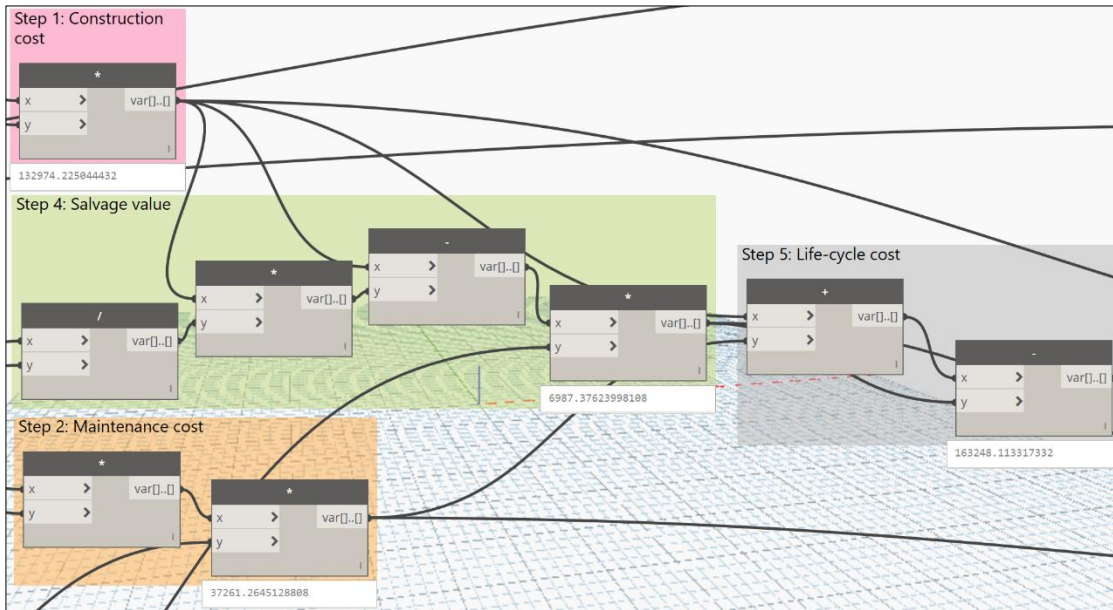 Step 1: Construction
cost
*
x > var[]..[]
y >
l
132974.225044432
Step 4: Salvage value
-
x > var[]..[]
y >
l
*
x > var[]..[]
y >
l
/
x > var[]..[]
y >
l
*
x > var[]..[]
y >
l
6987.37623998108
Step 5: Life-cycle cost
+
x > var[]..[]
y >
l
-
x > var[]..[]
y >
l
163248.113317332
Step 2: Maintenance cost
*
x > var[]..[]
y >
l
*
x > var[]..[]
y >
l
37261.2645128808